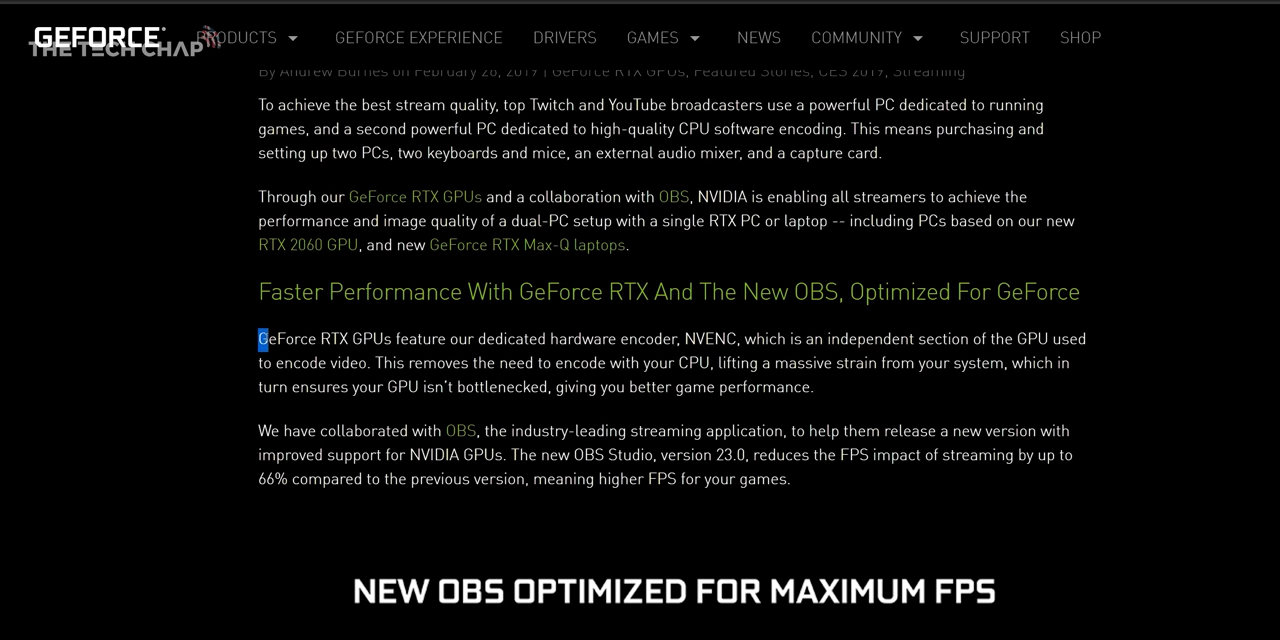 GEFORCE
THE TECH CHAP
PRODUCTS GEFORCE EXPERIENCE DRIVERS GAMES NEWS COMMUNITY SUPPORT SHOP
By Andrew Burnes on February 28, 2019 | GeForce RTX GPUs, Featured Stories, CES 2019, Streaming
To achieve the best stream quality, top Twitch and YouTube broadcasters use a powerful PC dedicated to running
games, and a second powerful PC dedicated to high-quality CPU software encoding. This means purchasing and
setting up two PCs, two keyboards and mice, an external audio mixer, and a capture card.
Through our GeForce RTX GPUs and a collaboration with OBS, NVIDIA is enabling all streamers to achieve the
performance and image quality of a dual-PC setup with a single RTX PC or laptop -- including PCs based on our new
RTX 2060 GPU, and new GeForce RTX Max-Q laptops.
Faster Performance With GeForce RTX And The New OBS, Optimized For GeForce
GeForce RTX GPUs feature our dedicated hardware encoder, NVENC, which is an independent section of the GPU used
to encode video. This removes the need to encode with your CPU, lifting a massive strain from your system, which in
turn ensures your GPU isn't bottlenecked, giving you better game performance.
We have collaborated with OBS, the industry-leading streaming application, to help them release a new version with
improved support for NVIDIA GPUs. The new OBS Studio, version 23.0, reduces the FPS impact of streaming by up to
66% compared to the previous version, meaning higher FPS for your games.
NEW OBS OPTIMIZED FOR MAXIMUM FPS